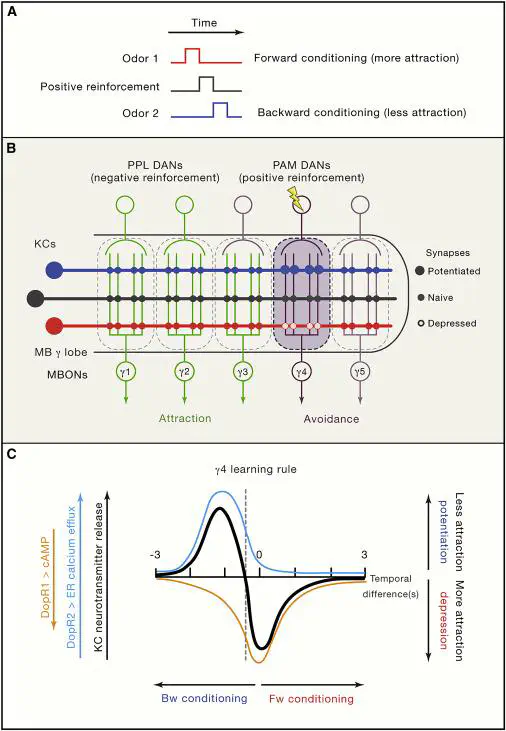 A
Time
Odor 1
Forward conditioning (more attraction)
Positive reinforcement
Odor 2
Backward conditioning (less attraction)
B
PPL DANs
(negative reinforcement)
PAM DANs
(positive reinforcement)
KCs
Synapses
Potentiated
Naive
Depressed
MB γ lobe
MBONs
γ1
γ2
γ3
γ4
γ5
Attraction
Avoidance
C
γ4 learning rule
DopR1 > cAMP
DopR2 > ER calcium efflux
KC neurotransmitter release
-3
0
3
Temporal
difference(s)
Less attraction
potentiation
More attraction
depression
Bw conditioning
Fw conditioning